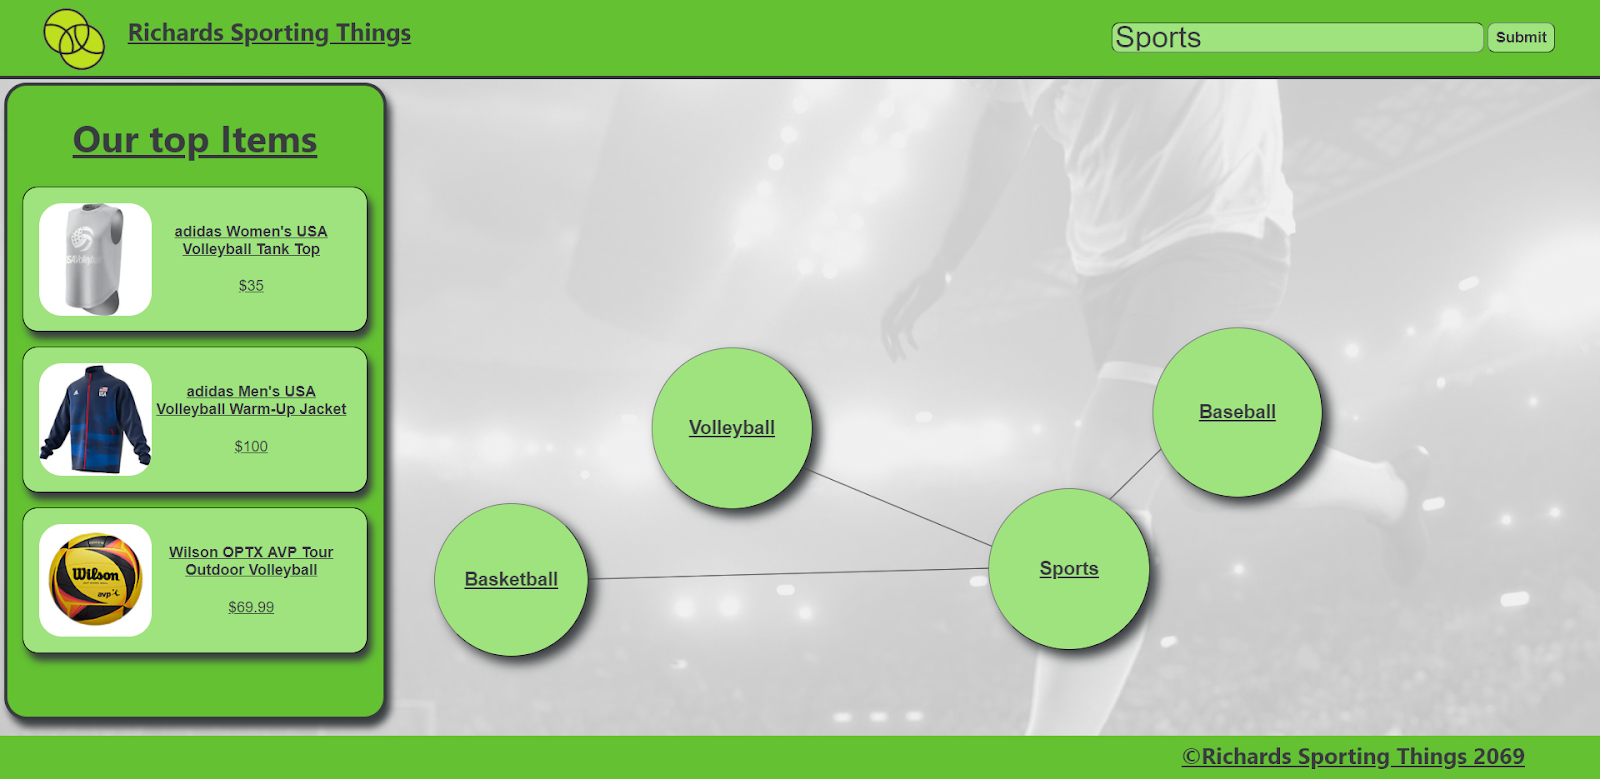 Richards Sporting Things
Sports
Submit
Our top Items
adidas Women's USA
Volleyball Tank Top
$35
adidas Men's USA
Volleyball Warm-Up Jacket
$100
Wilson
avp
Wilson OPTX AVP Tour
Outdoor Volleyball
$69.99
Volleyball
Baseball
Basketball
Sports
©Richards Sporting Things 2069